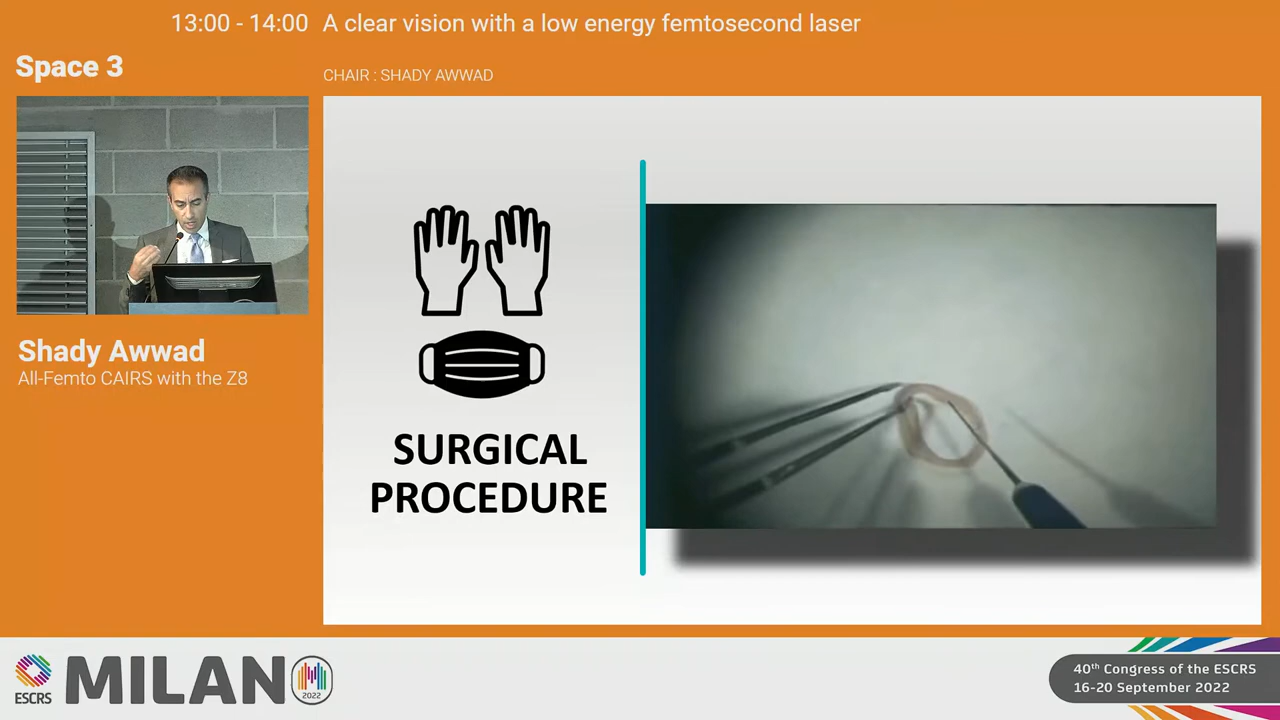 13:00 - 14:00 A clear vision with a low energy femtosecond laser
Space 3
CHAIR : SHADY AWWAD
Shady Awwad
All-Femto CAIRS with the Z8
SURGICAL
PROCEDURE
ESCRS
MILANO
2022
40th Congress of the ESCRS
16-20 September 2022